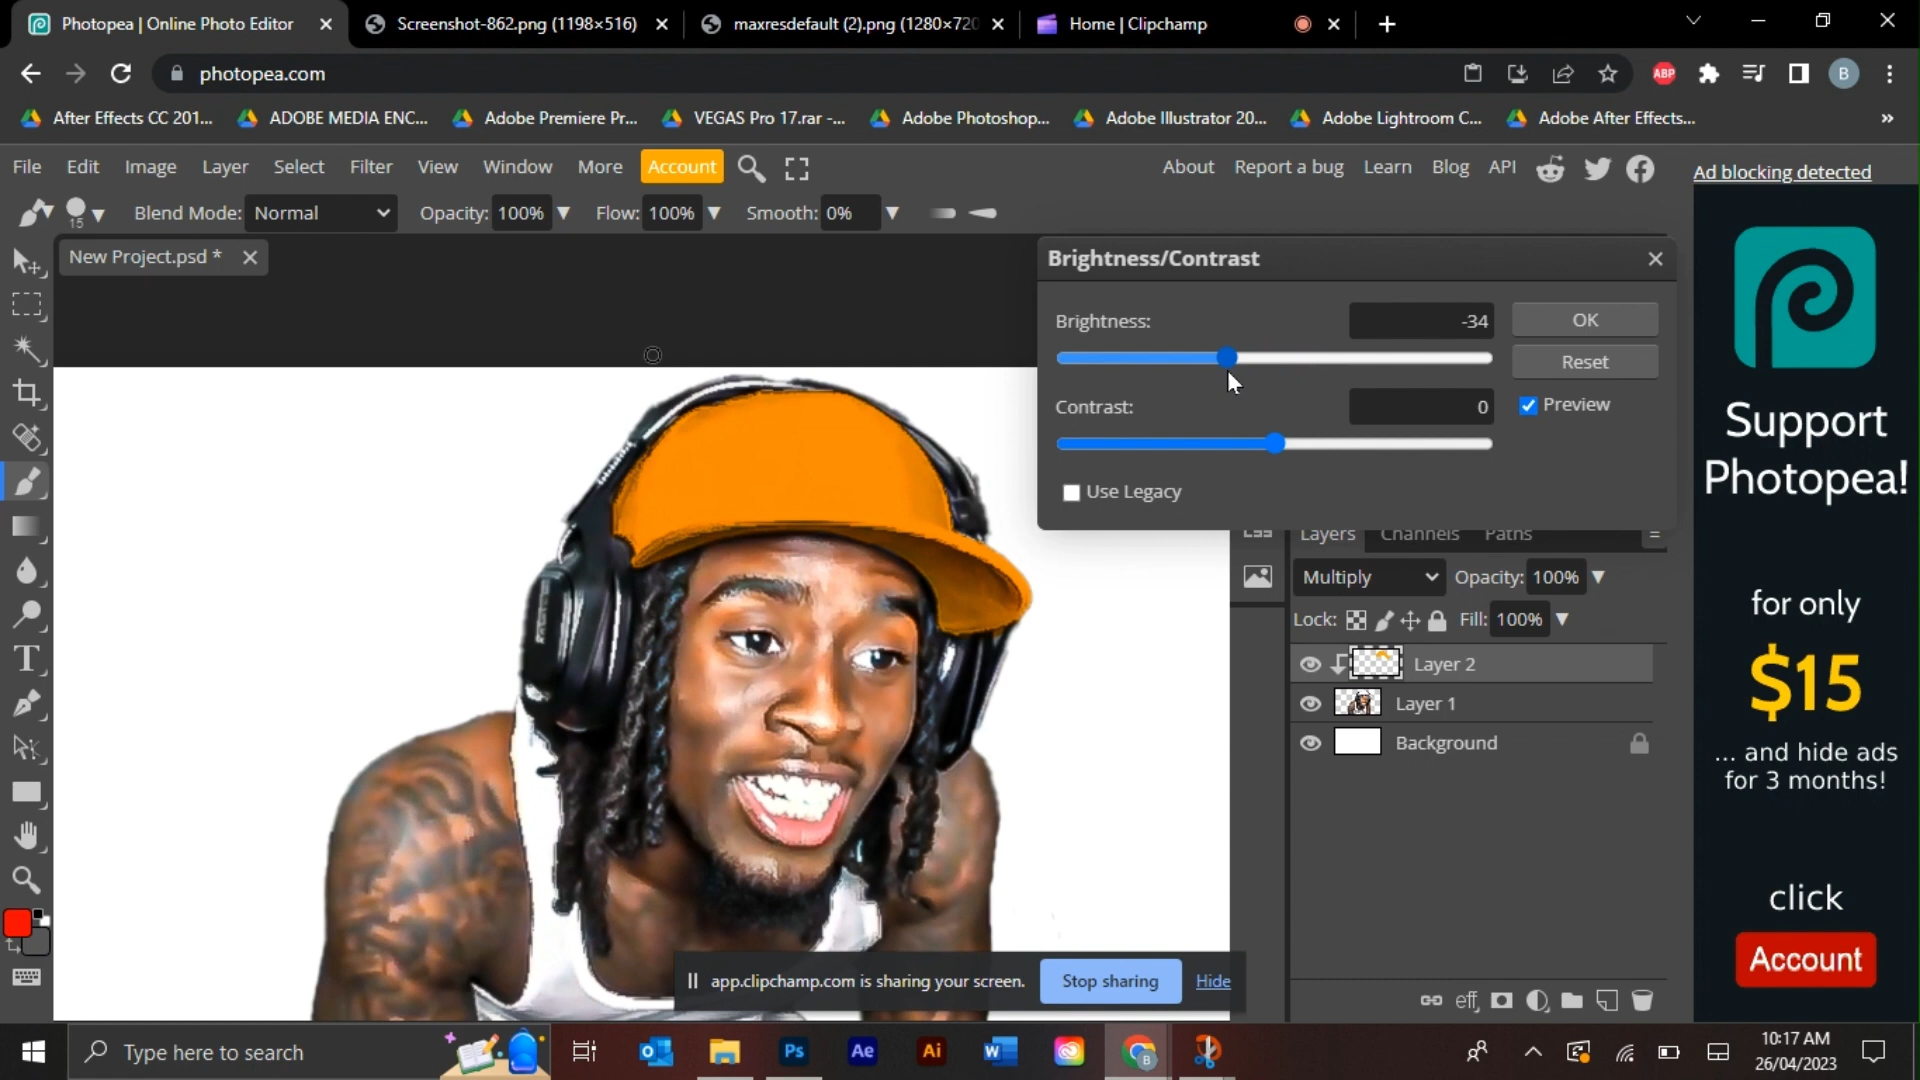 Photopea | Online Photo Editor
Screenshot-862.png (1198×516)
maxresdefault (2).png (1280×720
Home | Clipchamp
photopea.com
ABP
B
After Effects CC 201...
ADOBE MEDIA ENC...
Adobe Premiere Pr...
VEGAS Pro 17.rar -...
Adobe Photoshop...
Adobe Illustrator 20...
Adobe Lightroom C...
Adobe After Effects...
»
File Edit Image Layer Select Filter View Window More Account
About Report a bug Learn Blog API
Ad blocking detected
15
Blend Mode: Normal
Opacity: 100%
Flow: 100%
Smooth: 0%
New Project.psd *
Brightness/Contrast
Brightness: -34
OK
Reset
Contrast: 0
Preview
Use Legacy
Layers Channels Paths
Multiply
Opacity: 100%
Lock:
Fill: 100%
Layer 2
Layer 1
Background
eff
Support
Photopea!
for only
$15
... and hide ads
for 3 months!
click
Account
app.clipchamp.com is sharing your screen.
Stop sharing
Hide
Type here to search
Ps
Ae
Ai
W
B
10:17 AM
26/04/2023